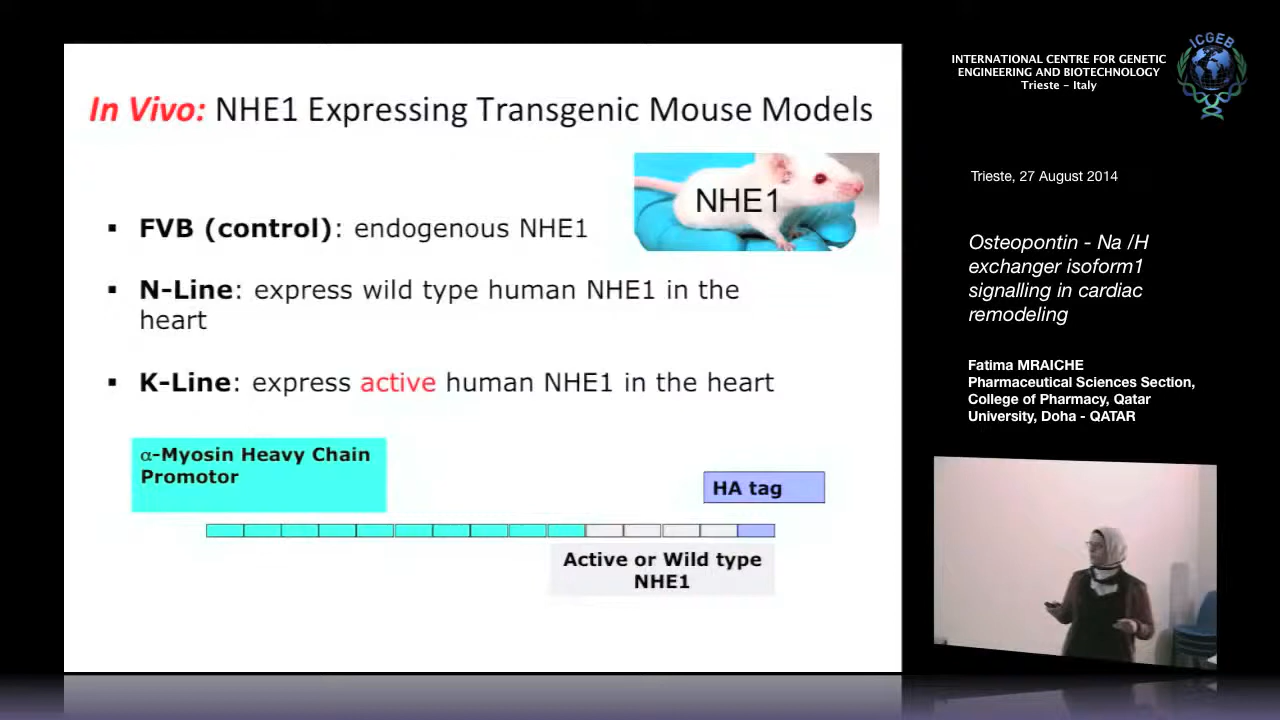 In Vivo: NHE1 Expressing Transgenic Mouse Models
NHE1
▪ FVB (control): endogenous NHE1
▪ N-Line: express wild type human NHE1 in the
heart
▪ K-Line: express active human NHE1 in the heart
α-Myosin Heavy Chain
Promotor
HA tag
Active or Wild type
NHE1
INTERNATIONAL CENTRE FOR GENETIC
ENGINEERING AND BIOTECHNOLOGY
Trieste - Italy
ICGEB
Trieste, 27 August 2014
Osteopontin - Na /H
exchanger isoform1
signalling in cardiac
remodeling
Fatima MRAICHE
Pharmaceutical Sciences Section,
College of Pharmacy, Qatar
University, Doha - QATAR